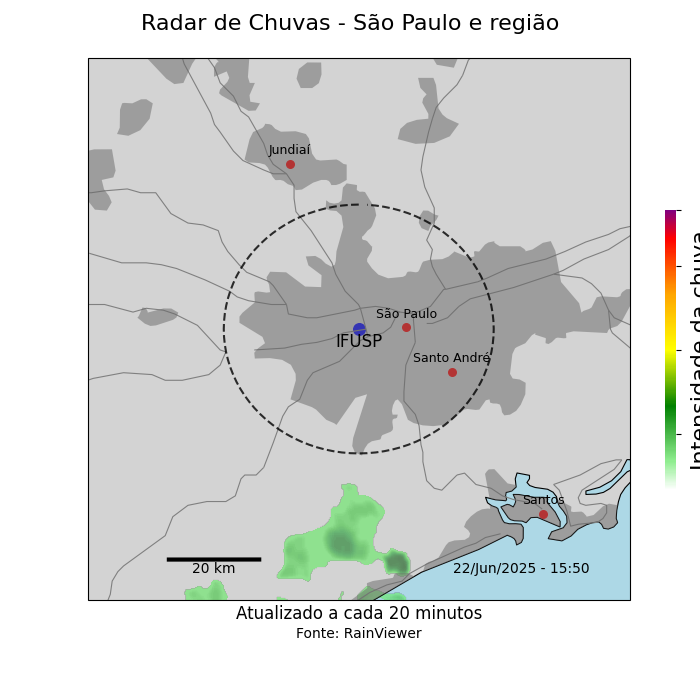 Radar de Chuvas - São Paulo e região
Jundiaí
São Paulo
IFUSP
Santo André
Santos
20 km
22/Jun/2025 - 15:50
Intensidade da chuva
Atualizado a cada 20 minutos
Fonte: RainViewer